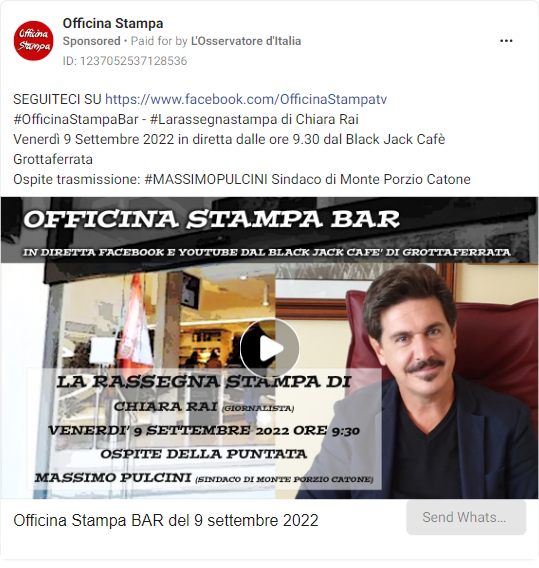 Officina
Stampa
Officina Stampa
Sponsored • Paid for by L'Osservatore d'Italia
ID: 1237052537128536
SEGUITECI SU https://www.facebook.com/OfficinaStampatv
#OfficinaStampaBar - #Larassegnastampa di Chiara Rai
Venerdì 9 Settembre 2022 in diretta dalle ore 9.30 dal Black Jack Cafè
Grottaferrata
Ospite trasmissione: #MASSIMOPULCINI Sindaco di Monte Porzio Catone
OFFICINA STAMPA BAR
IN DIRETTA FACEBOOK E YOUTUBE DAL BLACK JACK CAFE' DI GROTTAFERRATA
LA RASSEGNA STAMPA DI
CHIARA RAI (GIORNALISTA)
VENERDI' 9 SETTEMBRE 2022 ORE 9:30
OSPITE DELLA PUNTATA
MASSIMO PULCINI (SINDACO DI MONTE PORZIO CATONE)
Officina Stampa BAR del 9 settembre 2022
Send Whats...